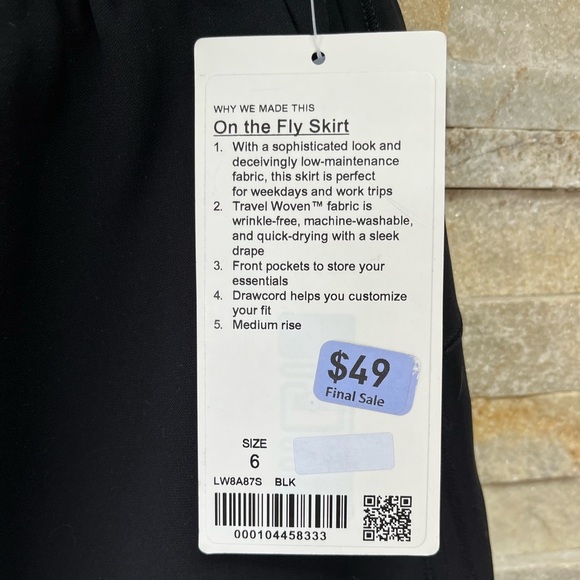 WHY WE MADE THIS
On the Fly Skirt
1. With a sophisticated look and
deceivingly low-maintenance
fabric, this skirt is perfect
for weekdays and work trips
2. Travel Woven™ fabric is
wrinkle-free, machine-washable,
and quick-drying with a sleek
drape
3. Front pockets to store your
essentials
4. Drawcord helps you customize
your fit
5. Medium rise
$49
Final Sale
SIZE
6
LW8A87S BLK
000104458333